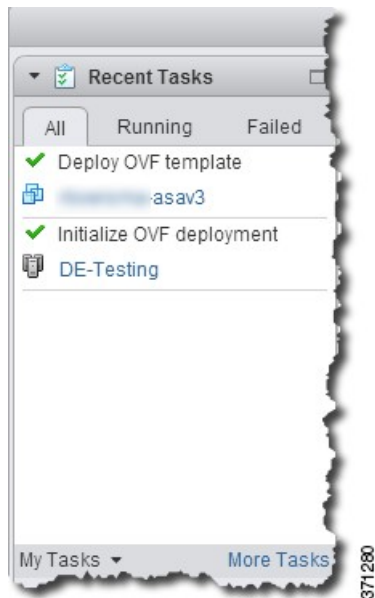 Recent Tasks
All Running Failed
Deploy OVF template
-asav3
Initialize OVF deployment
DE-Testing
My Tasks More Tasks
371280